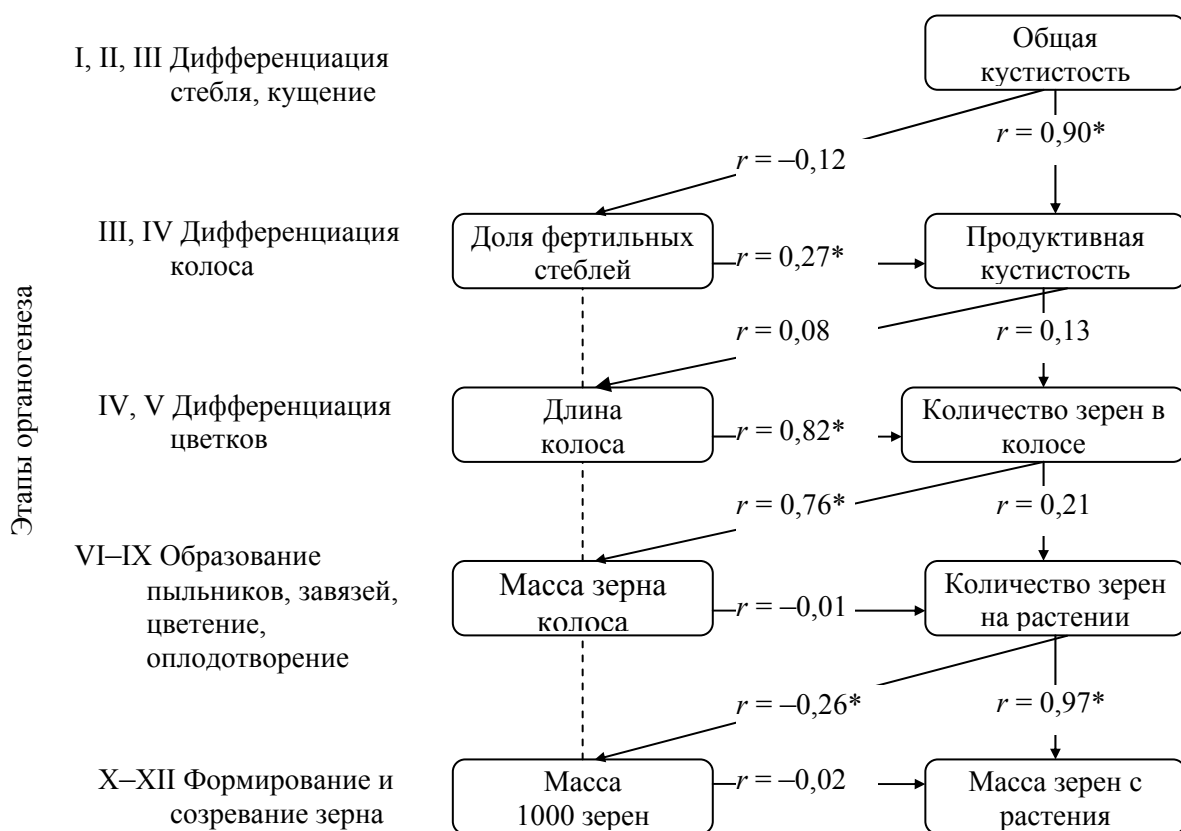 Этапы органогенеза
I, II, III Дифференциация
стебля, кущение
Общая
кустистость
r = –0,12
r = 0,90*
III, IV Дифференциация
колоса
Доля фертильных
стеблей
r = 0,27*
Продуктивная
кустистость
r = 0,08
r = 0,13
IV, V Дифференциация
цветков
Длина
колоса
r = 0,82*
Количество зерен в
колосе
r = 0,76*
r = 0,21
VI–IX Образование
пыльников, завязей,
цветение,
оплодотворение
Масса зерна
колоса
r = –0,01
Количество зерен
на растении
r = –0,26*
r = 0,97*
X–XII Формирование и
созревание зерна
Масса
1000 зерен
r = –0,02
Масса зерен с
растения